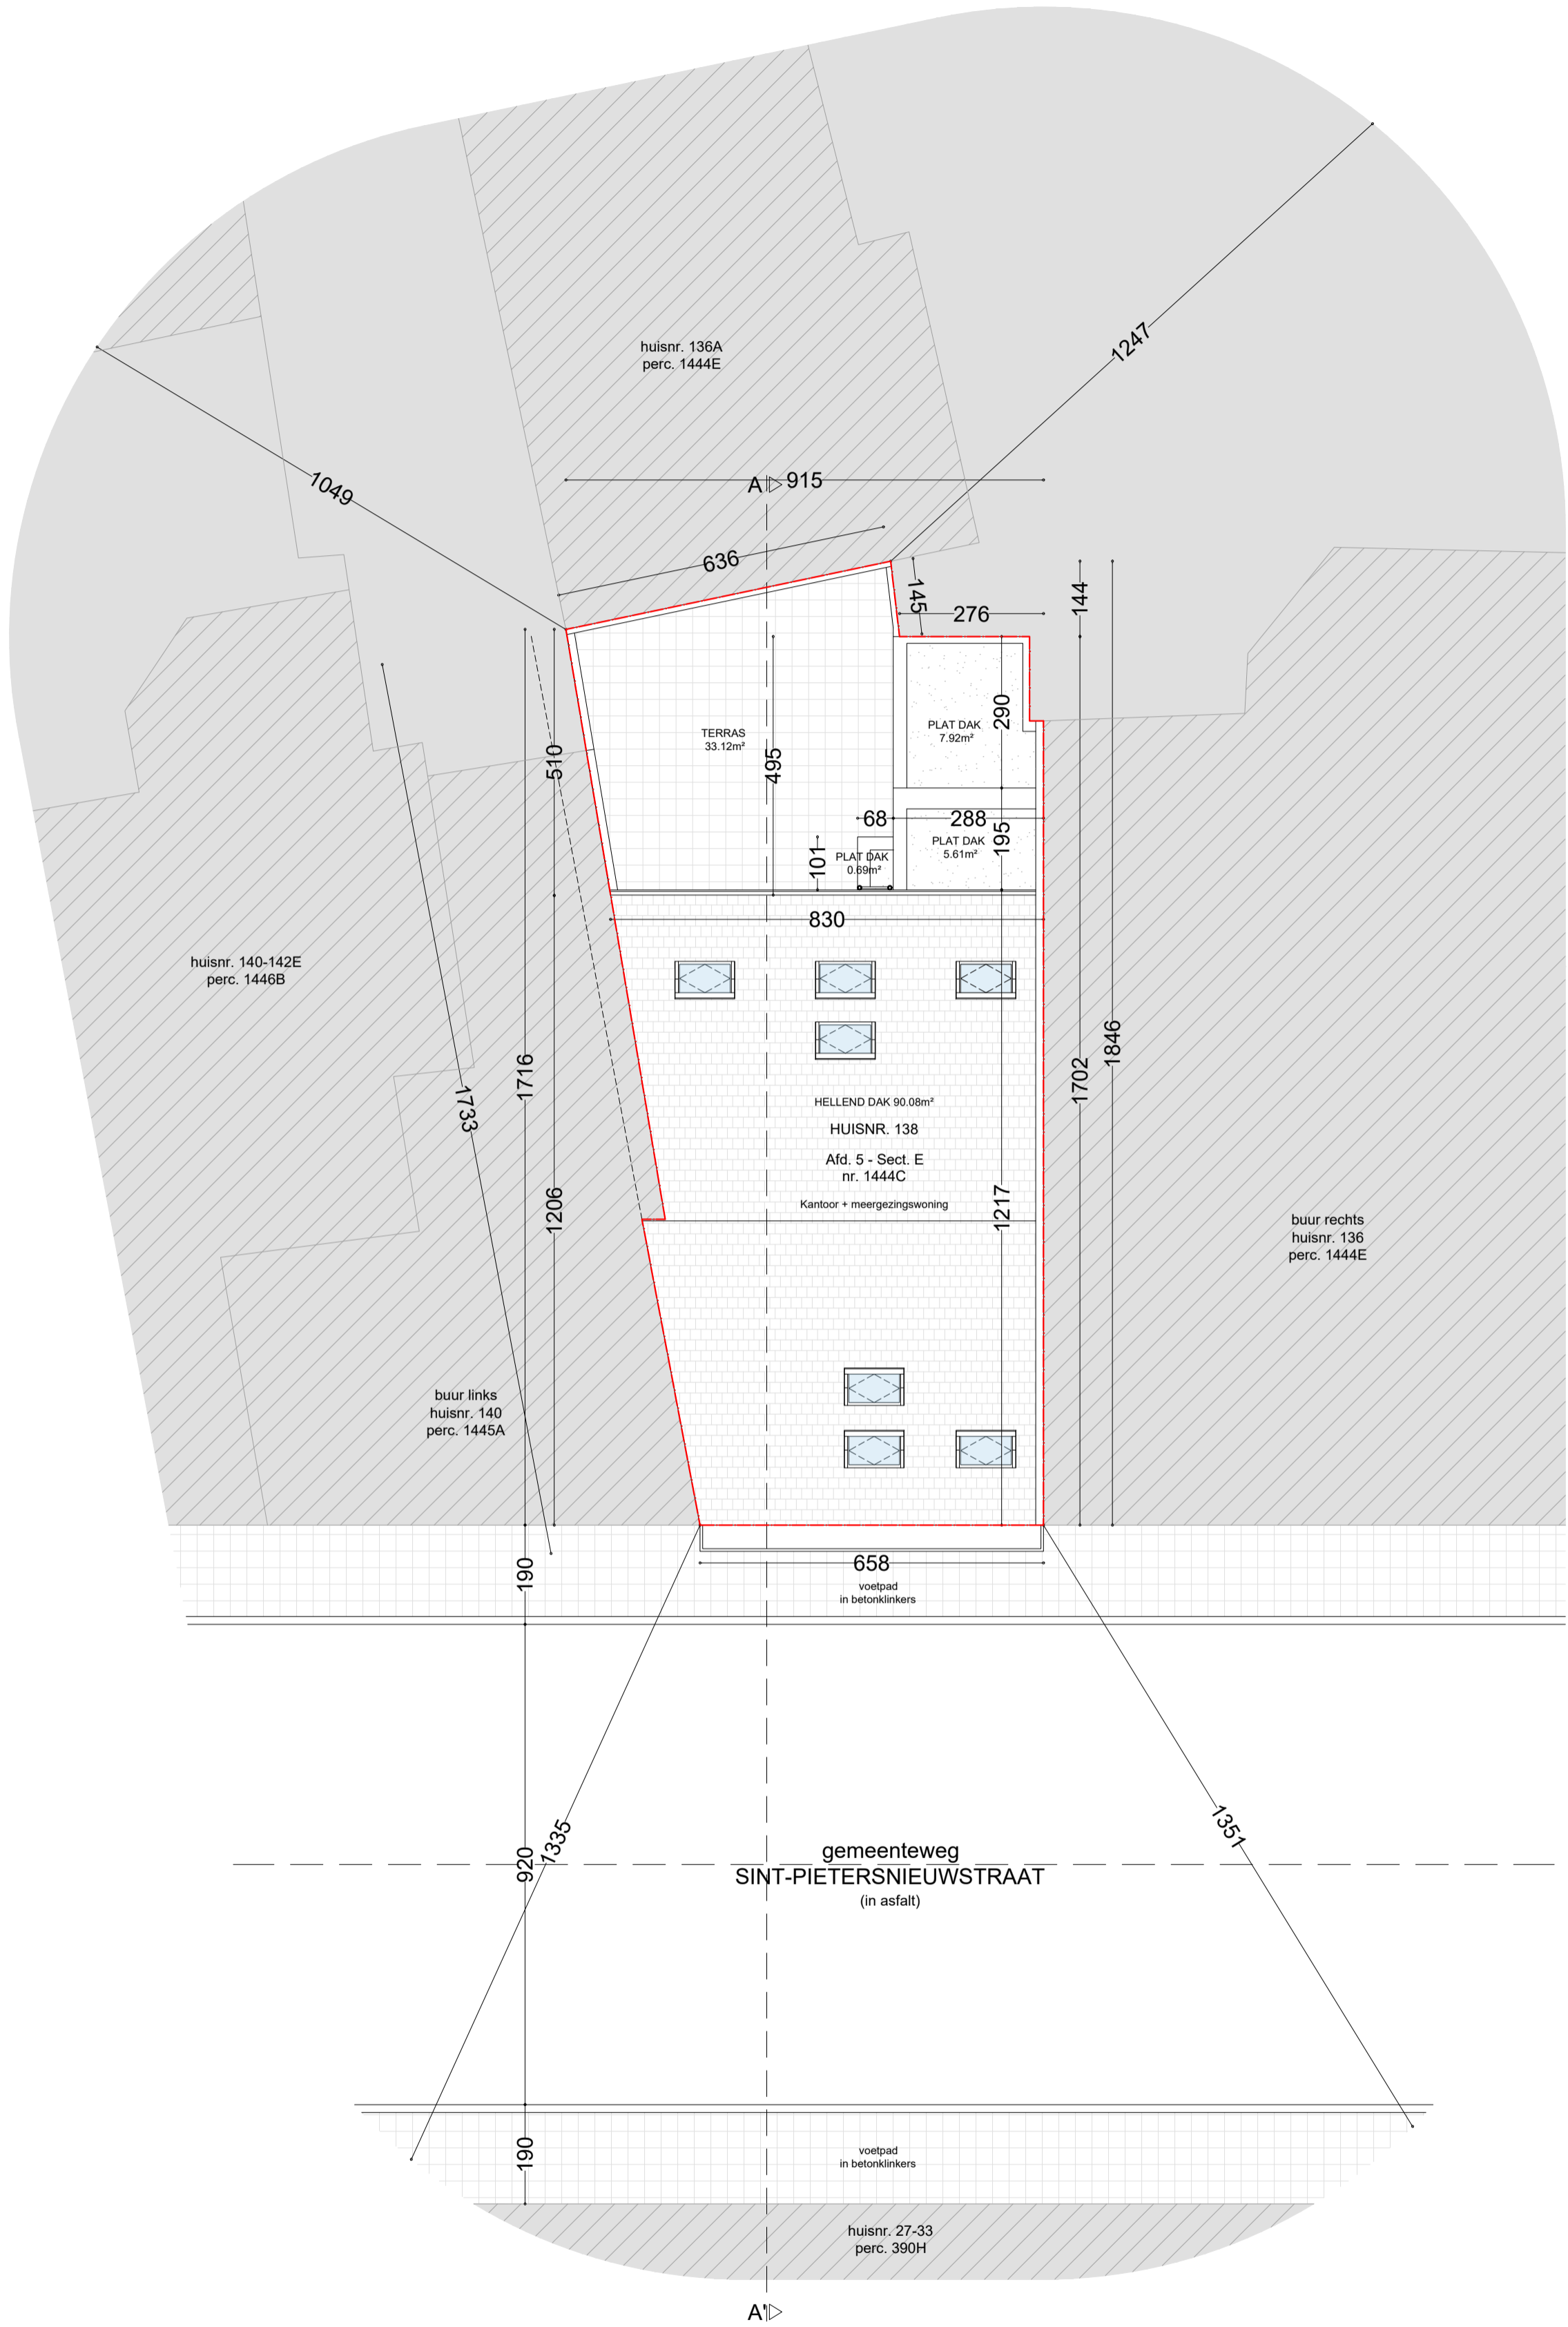 huisnr. 136A
perc. 1444E
1247
1049
A
915
636
145
276
144
TERRAS
33.12m²
PLAT DAK
7.92m²
290
510
495
68
288
PLAT DAK
5.61m²
195
101
PLAT DAK
0.69m²
830
huisnr. 140-142E
perc. 1446B
1716
1733
1702
1846
HELLEND DAK 90.08m²
HUISNR. 138
Afd. 5 - Sect. E
nr. 1444C
Kantoor + meergezingswoning
1206
1217
buur rechts
huisnr. 136
perc. 1444E
buur links
huisnr. 140
perc. 1445A
190
658
voetpad
in betonklinkers
920
1335
1351
gemeenteweg
SINT-PIETERSNIEUWSTRAAT
(in asfalt)
190
voetpad
in betonklinkers
huisnr. 27-33
perc. 390H
A'